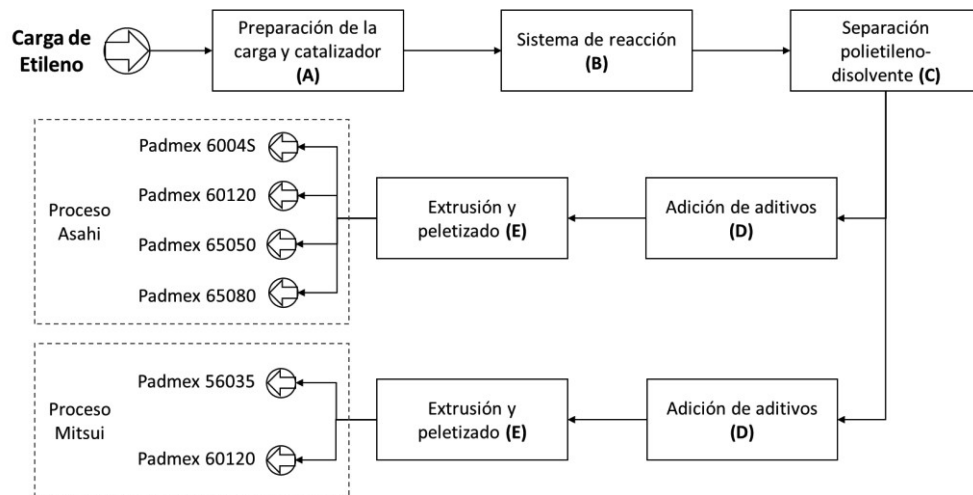 Carga de
Etileno
Preparación de la
carga y catalizador
(A)
Sistema de reacción
(B)
Separación
polietileno-
disolvente (C)
Proceso
Asahi
Padmex 6004S
Padmex 60120
Padmex 65050
Padmex 65080
Extrusión y
peletizado (E)
Adición de aditivos
(D)
Proceso
Mitsui
Padmex 56035
Padmex 60120
Extrusión y
peletizado (E)
Adición de aditivos
(D)